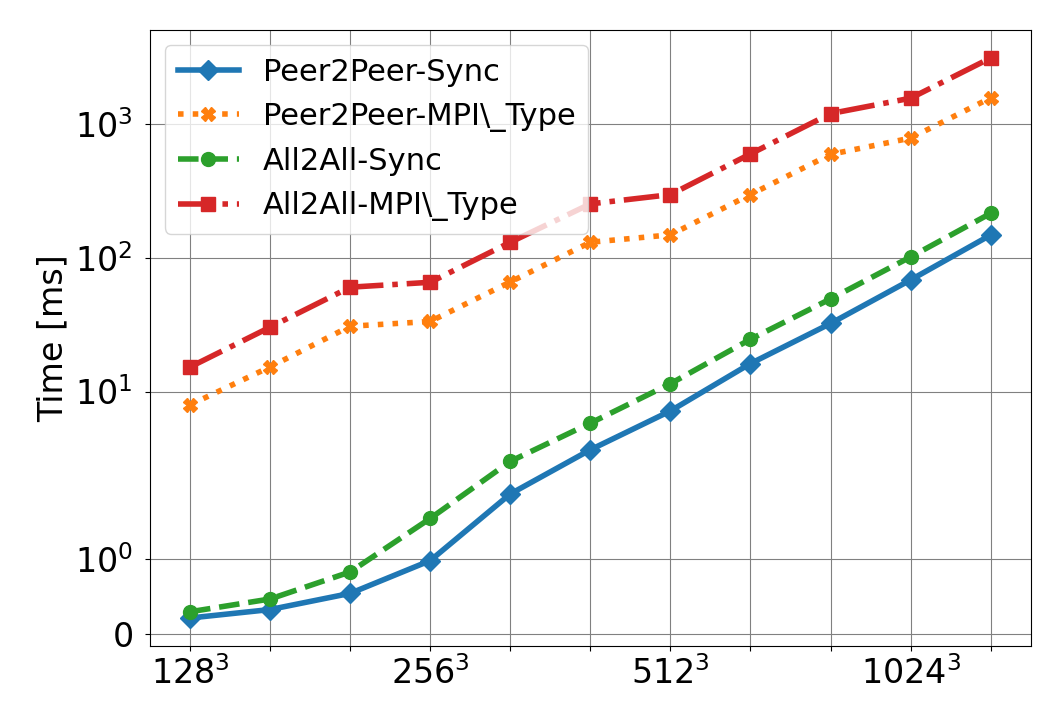 Peer2Peer-Sync
Peer2Peer-MPI\_Type
All2All-Sync
All2All-MPI\_Type
Time [ms]
10³
10²
10¹
10⁰
0
128³ 256³ 512³ 1024³